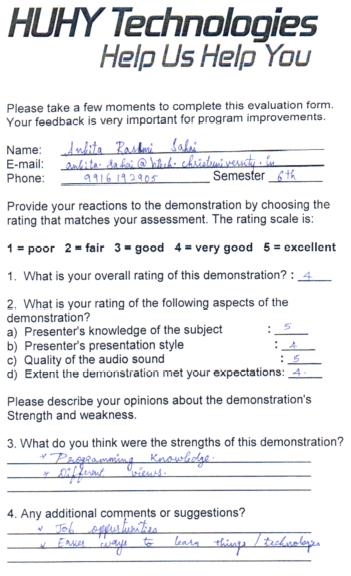 HUHY Technologies
Help Us Help You
Please take a few moments to complete this evaluation form.
Your feedback is very important for program improvements.
Name: Ankita Rashmi Sahri
E-mail: ankita.sahai@btech.christuniversity.in
Phone: 9916192905 Semester 6th
Provide your reactions to the demonstration by choosing the
rating that matches your assessment. The rating scale is:
1 = poor 2 = fair 3 = good 4 = very good 5 = excellent
1. What is your overall rating of this demonstration? : 4
2. What is your rating of the following aspects of the
demonstration?
a) Presenter's knowledge of the subject : 5
b) Presenter's presentation style : 4
c) Quality of the audio sound : 5
d) Extent the demonstration met your expectations: 4
Please describe your opinions about the demonstration's
Strength and weakness.
3. What do you think were the strengths of this demonstration?
* Programming Knowledge.
* Different views.
4. Any additional comments or suggestions?
* Job oppurtunities
* Easier ways to learn things / technologies